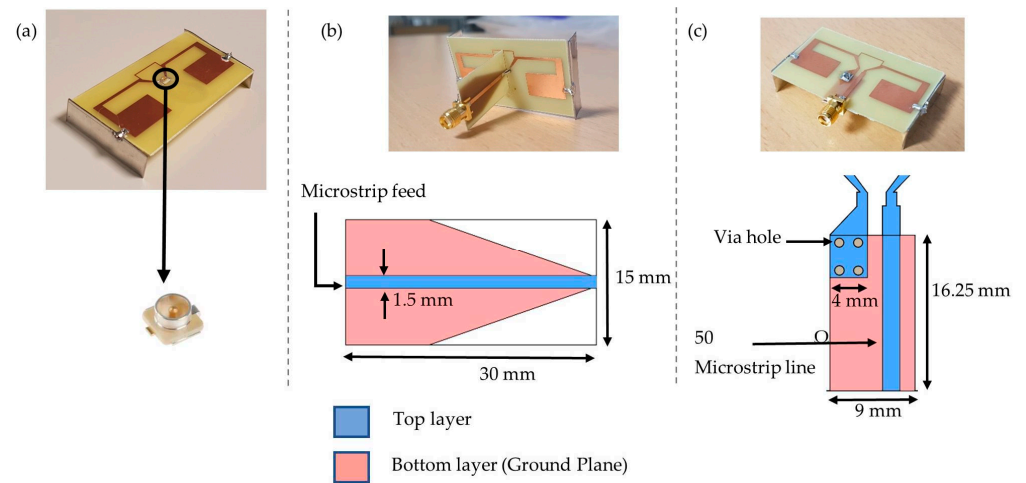 (a)
(b)
(c)
Microstrip feed
1.5 mm
15 mm
30 mm
Via hole
4 mm
16.25 mm
50
O
Microstrip line
9 mm
Top layer
Bottom layer (Ground Plane)